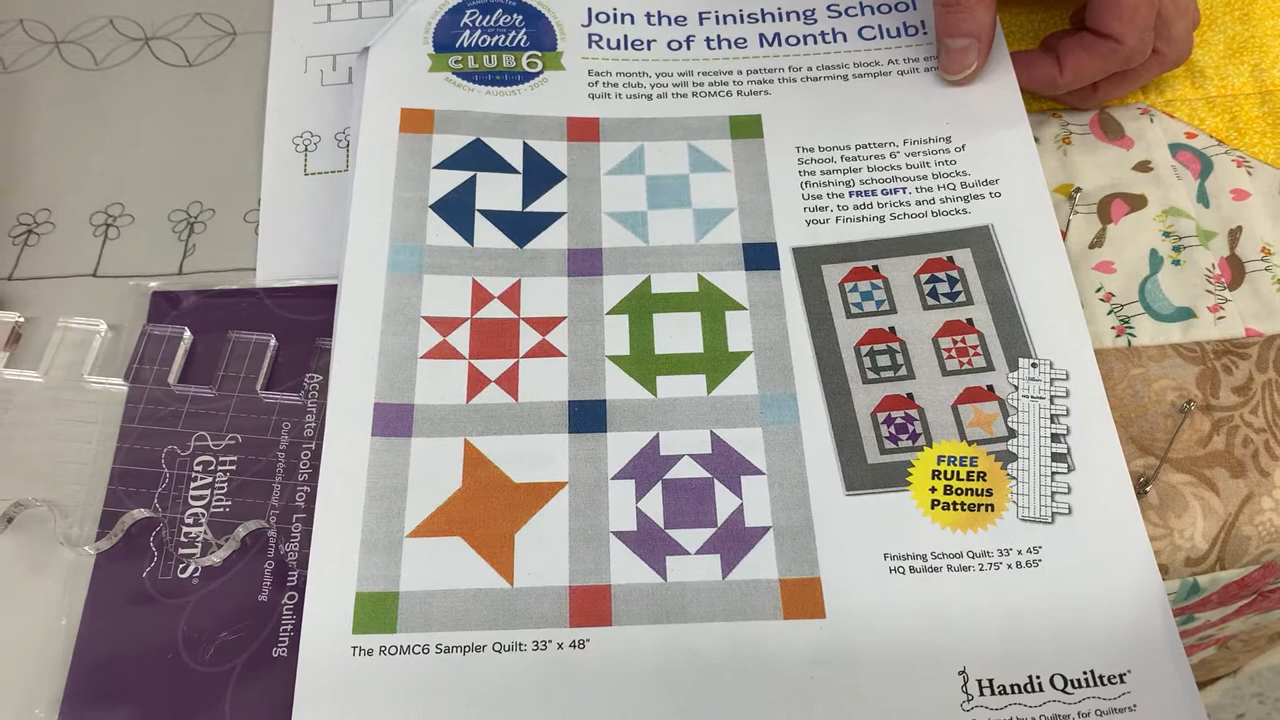 Ruler
OF THE
Month
CLUB 6
MARCH - AUGUST • 2020
Join the Finishing School
Ruler of the Month Club!
Each month, you will receive a pattern for a classic block. At the
of the club, you will be able to make this charming sampler quilt
quilt it using all the ROMC6 Rulers.
The bonus pattern, Finishing
School, features 6" versions of
the sampler blocks built into
(finishing) schoolhouse blocks.
Use the FREE GIFT, the HQ Builder
ruler, to add bricks and shingles to
your Finishing School blocks.
HQ Builder
FREE
RULER
+ Bonus
Pattern
Finishing School Quilt: 33" x 45"
HQ Builder Ruler: 2.75" x 8.65"
The ROMC6 Sampler Quilt: 33" x 48"
Handi Quilter®
by a Quilter, for Quilters.®
Handi
GADGETS®
Accurate Tools for Longarm Quilting
Outils précis pour Longarm Quilting